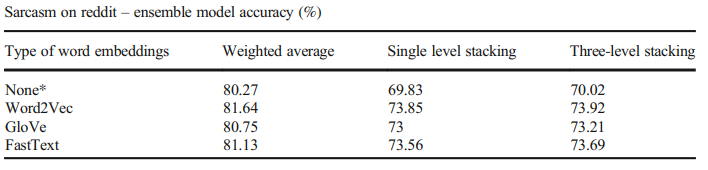 Sarcasm on reddit – ensemble model accuracy (%)
Type of word embeddings Weighted average Single level stacking Three-level stacking
None* 80.27 69.83 70.02
Word2Vec 81.64 73.85 73.92
GloVe 80.75 73 73.21
FastText 81.13 73.56 73.69